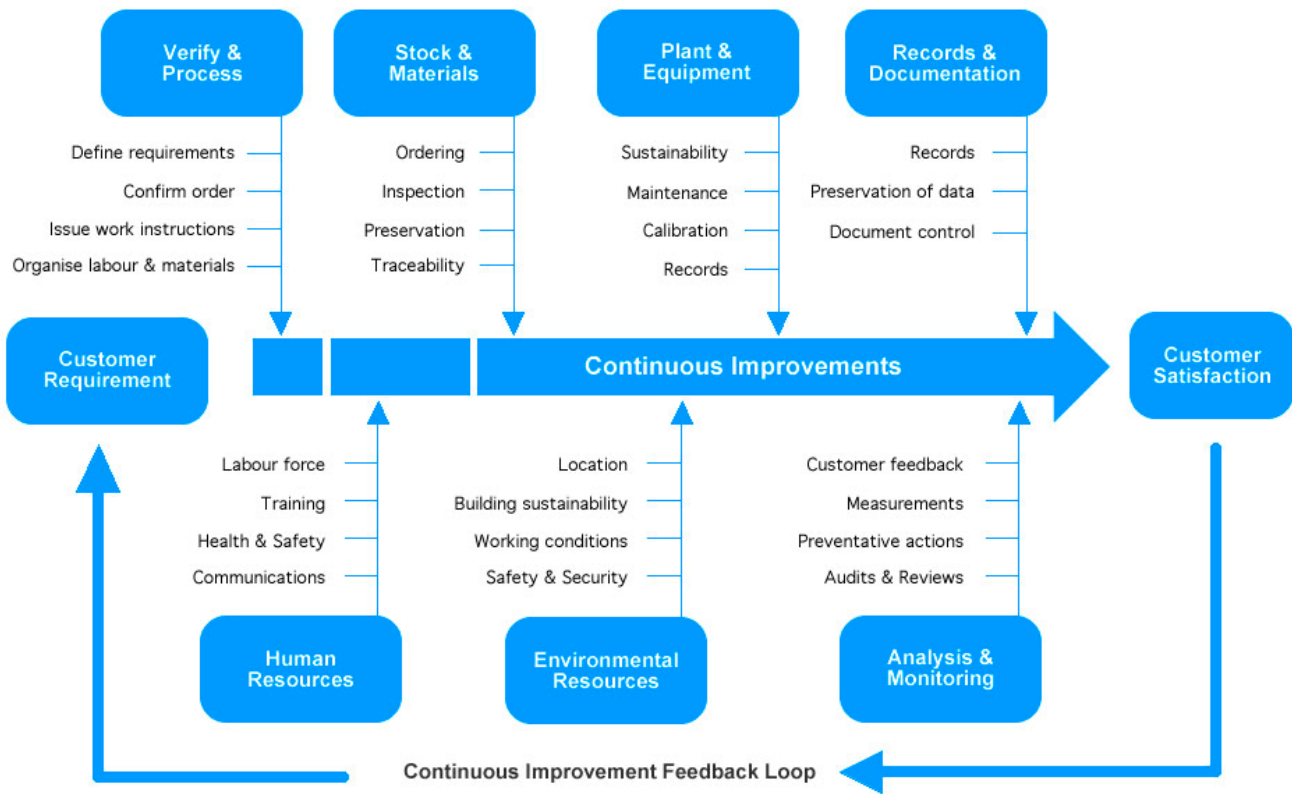 Verify &
Process
Stock &
Materials
Plant &
Equipment
Records &
Documentation
Define requirements
Confirm order
Issue work instructions
Organise labour & materials
Ordering
Inspection
Preservation
Traceability
Sustainability
Maintenance
Calibration
Records
Records
Preservation of data
Document control
Customer
Requirement
Continuous Improvements
Customer
Satisfaction
Labour force
Training
Health & Safety
Communications
Location
Building sustainability
Working conditions
Safety & Security
Customer feedback
Measurements
Preventative actions
Audits & Reviews
Human
Resources
Environmental
Resources
Analysis &
Monitoring
Continuous Improvement Feedback Loop